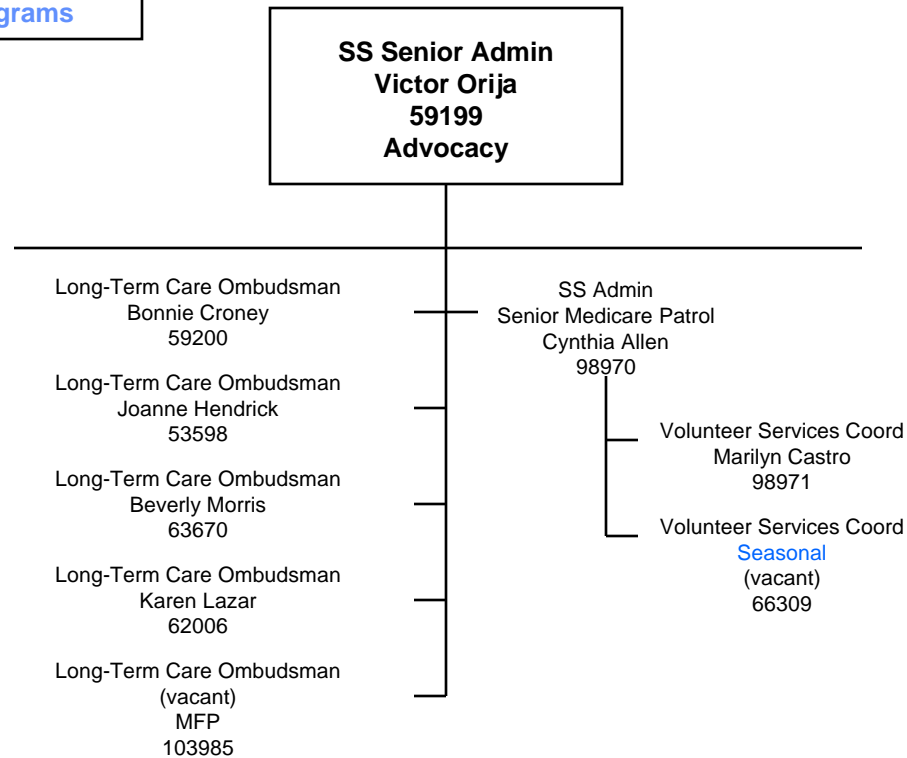 SS Senior Admin
Victor Orija
59199
Advocacy
Long-Term Care Ombudsman
Bonnie Croney
59200
Long-Term Care Ombudsman
Joanne Hendrick
53598
Long-Term Care Ombudsman
Beverly Morris
63670
Long-Term Care Ombudsman
Karen Lazar
62006
Long-Term Care Ombudsman
(vacant)
MFP
103985
SS Admin
Senior Medicare Patrol
Cynthia Allen
98970
Volunteer Services Coord
Marilyn Castro
98971
Volunteer Services Coord
Seasonal
(vacant)
66309